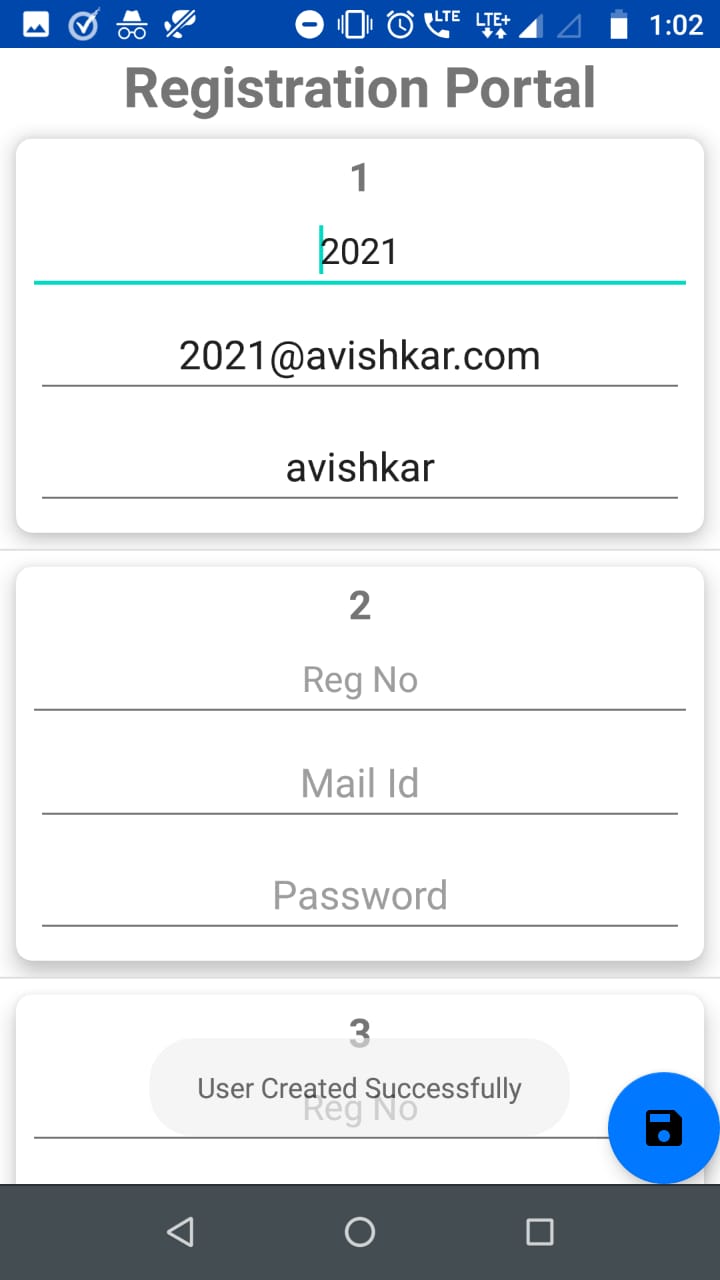 LTE LTE+ 1:02
Registration Portal
1
2021
2021@avishkar.com
avishkar
2
Reg No
Mail Id
Password
3
User Created Successfully
Reg No